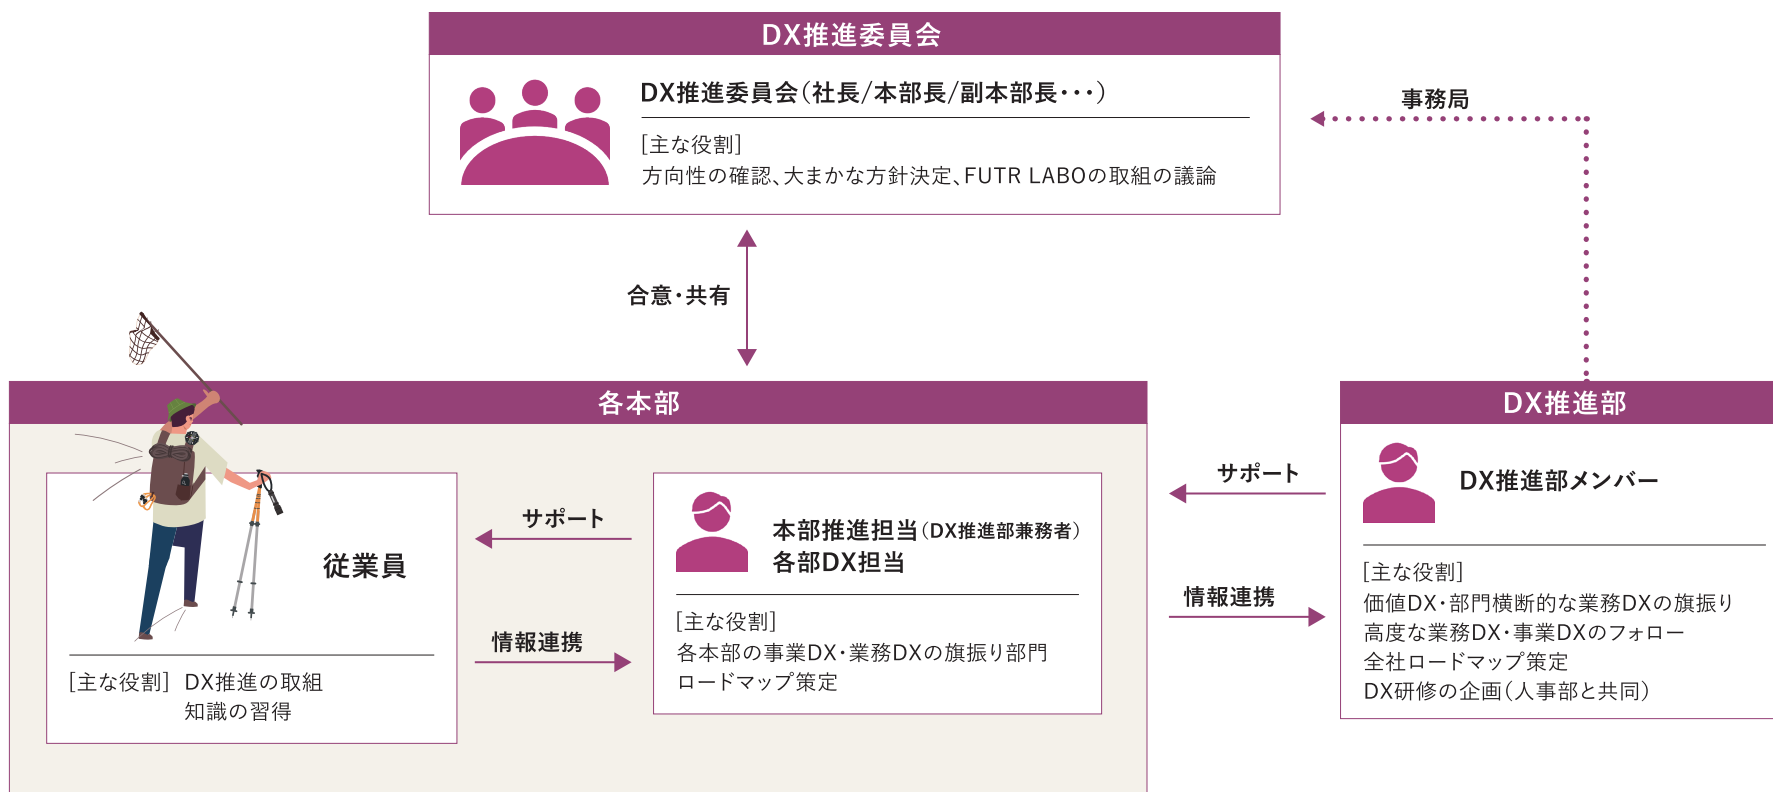 DX推進委員会
DX推進委員会（社長/本部長/副本部長・・・）
[主な役割]
方向性の確認、大まかな方針決定、FUTR LABOの取組の議論
事務局
合意・共有
各本部
従業員
[主な役割] DX推進の取組
知識の習得
サポート
情報連携
本部推進担当（DX推進部兼務者）
各部DX担当
[主な役割]
各本部の事業DX・業務DXの旗振り部門
ロードマップ策定
サポート
情報連携
DX推進部
DX推進部メンバー
[主な役割]
価値DX・部門横断的な業務DXの旗振り
高度な業務DX・事業DXのフォロー
全社ロードマップ策定
DX研修の企画（人事部と共同）